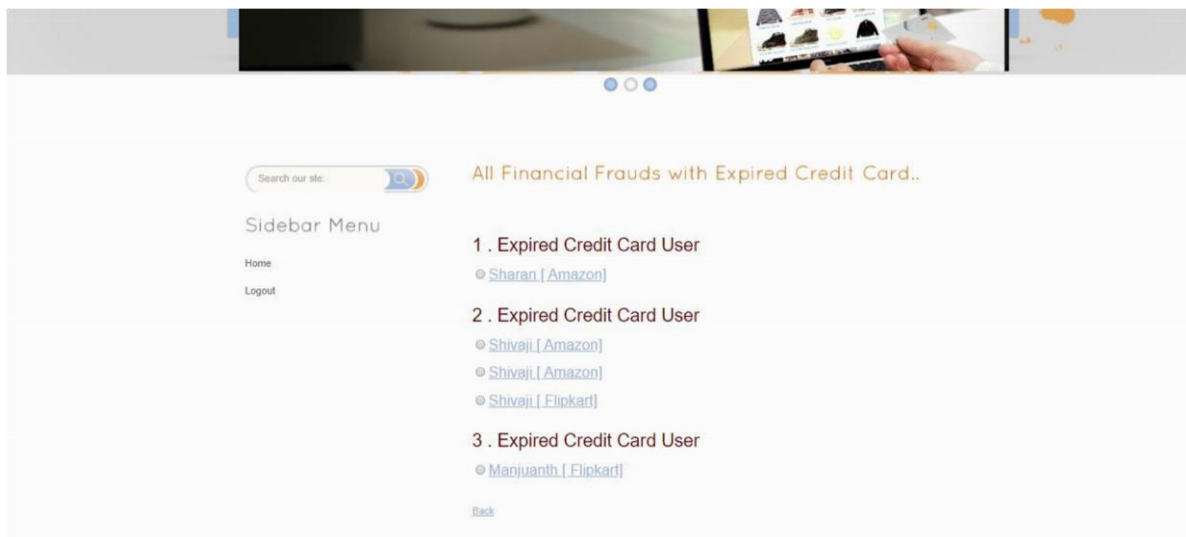 Search our ste:
All Financial Frauds with Expired Credit Card..
Sidebar Menu
Home
Logout
1 . Expired Credit Card User
Sharan [ Amazon]
2 . Expired Credit Card User
Shivaji [ Amazon]
Shivaji [ Amazon]
Shivaji [ Flipkart]
3 . Expired Credit Card User
Manjuanth [ Flipkart]
Back